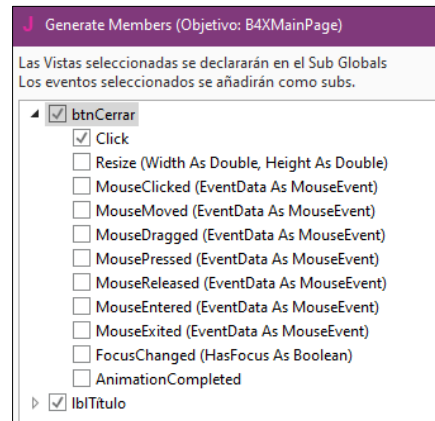 J Generate Members (Objetivo: B4XMainPage)
Las Vistas seleccionadas se declararán en el Sub Globals
Los eventos seleccionados se añadirán como subs.
btnCerrar
Click
Resize (Width As Double, Height As Double)
MouseClicked (EventData As MouseEvent)
MouseMoved (EventData As MouseEvent)
MouseDragged (EventData As MouseEvent)
MousePressed (EventData As MouseEvent)
MouseReleased (EventData As MouseEvent)
MouseEntered (EventData As MouseEvent)
MouseExited (EventData As MouseEvent)
FocusChanged (HasFocus As Boolean)
AnimationCompleted
lblTítulo